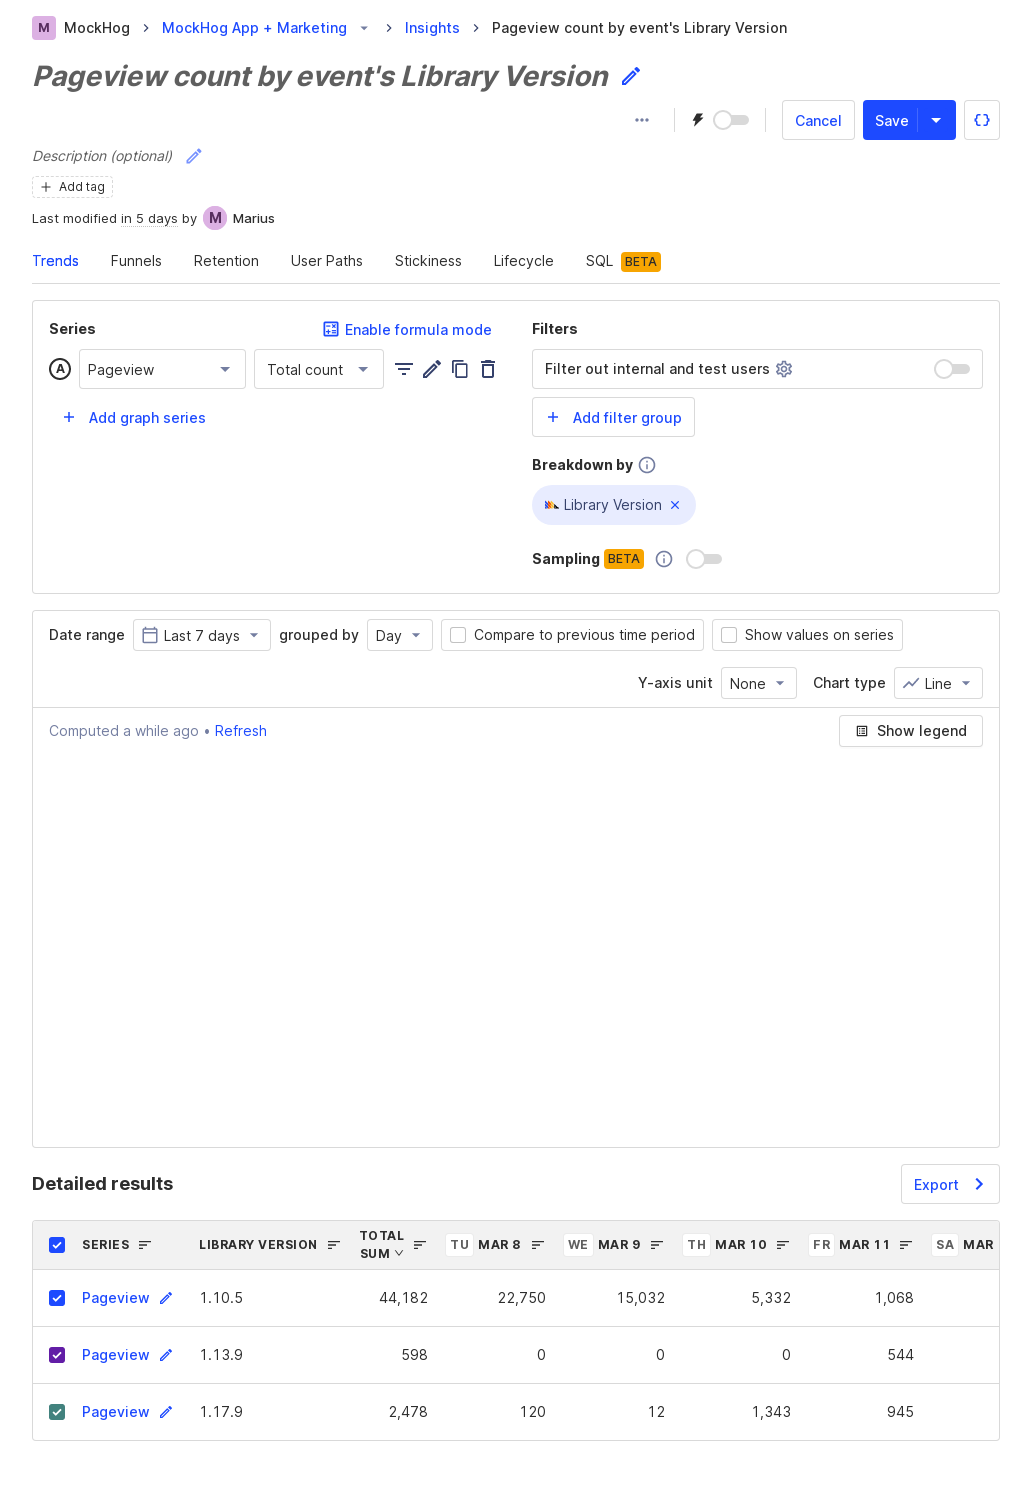 M MockHog > MockHog App + Marketing > Insights > Pageview count by event's Library Version
Pageview count by event's Library Version
Cancel Save
Description (optional)
+ Add tag
Last modified in 5 days by M Marius
Trends Funnels Retention User Paths Stickiness Lifecycle SQL BETA
Series Enable formula mode
A Pageview Total count
+ Add graph series
Filters
Filter out internal and test users
+ Add filter group
Breakdown by
Library Version
Sampling BETA
Date range Last 7 days grouped by Day Compare to previous time period Show values on series
Y-axis unit None Chart type Line
Computed a while ago • Refresh Show legend
Detailed results Export
SERIES LIBRARY VERSION TOTAL SUM TU MAR 8 WE MAR 9 TH MAR 10 FR MAR 11 SA MAR
Pageview 1.10.5 44,182 22,750 15,032 5,332 1,068
Pageview 1.13.9 598 0 0 0 544
Pageview 1.17.9 2,478 120 12 1,343 945